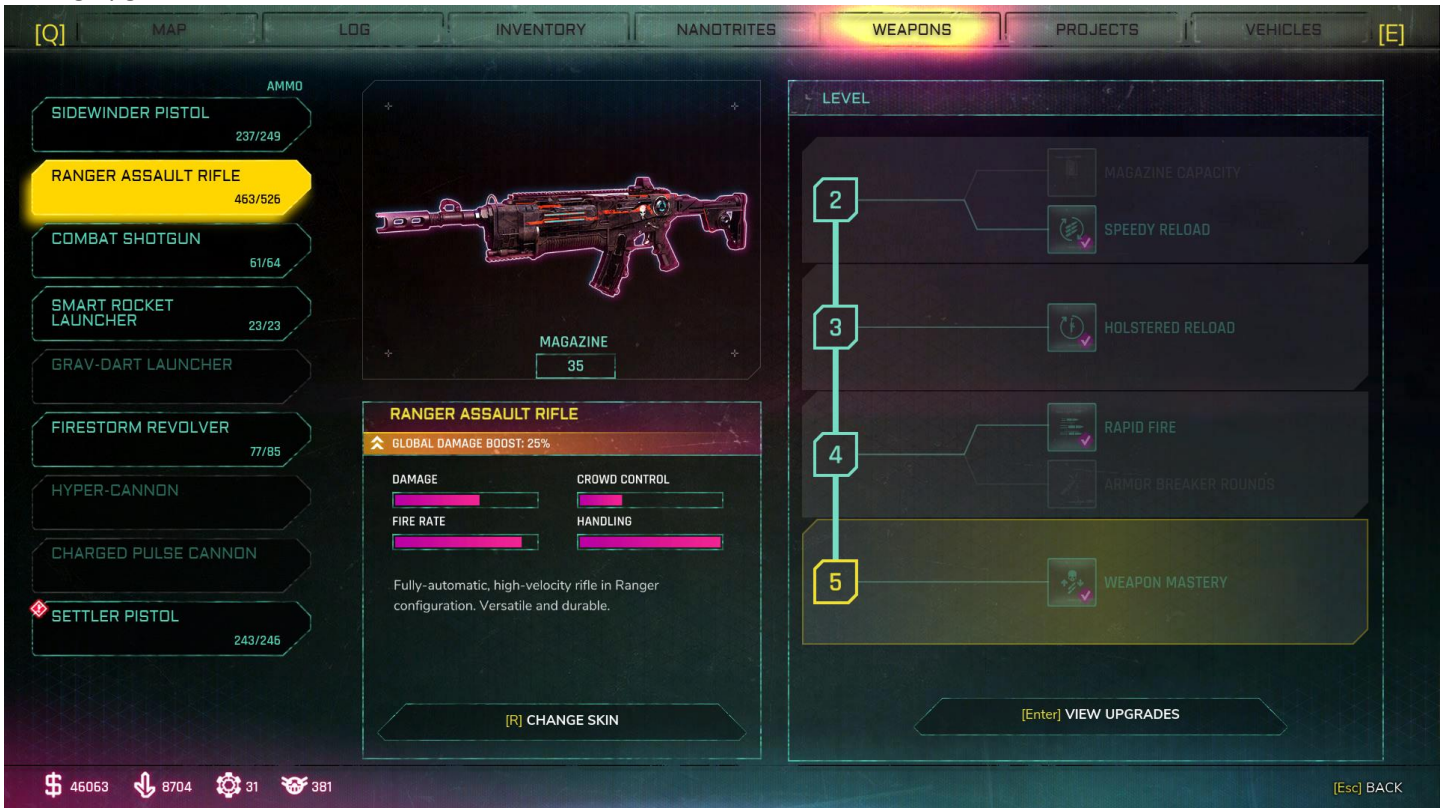 [Q]
MAP
LOG
INVENTORY
NANOTRITES
WEAPONS
PROJECTS
VEHICLES
[E]
AMMO
SIDEWINDER PISTOL
237/249
RANGER ASSAULT RIFLE
463/526
COMBAT SHOTGUN
61/64
SMART ROCKET
LAUNCHER
23/23
GRAV-DART LAUNCHER
FIRESTORM REVOLVER
77/85
HYPER-CANNON
CHARGED PULSE CANNON
SETTLER PISTOL
243/246
MAGAZINE
35
RANGER ASSAULT RIFLE
GLOBAL DAMAGE BOOST: 25%
DAMAGE
CROWD CONTROL
FIRE RATE
HANDLING
Fully-automatic, high-velocity rifle in Ranger
configuration. Versatile and durable.
[R] CHANGE SKIN
LEVEL
2
MAGAZINE CAPACITY
SPEEDY RELOAD
3
HOLSTERED RELOAD
4
RAPID FIRE
ARMOR BREAKER ROUNDS
5
WEAPON MASTERY
[Enter] VIEW UPGRADES
46063
8704
31
381
[Esc] BACK